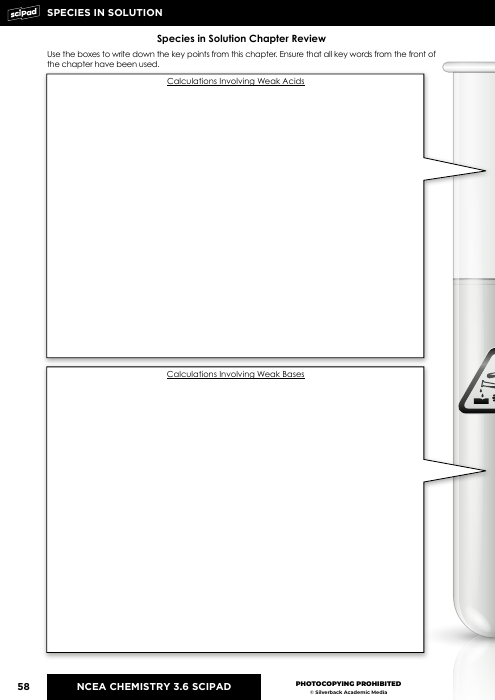 scipad SPECIES IN SOLUTION
Species in Solution Chapter Review
Use the boxes to write down the key points from this chapter. Ensure that all key words from the front of
the chapter have been used.
Calculations Involving Weak Acids
Calculations Involving Weak Bases
58
NCEA CHEMISTRY 3.6 SCIPAD
PHOTOCOPYING PROHIBITED
© Silverback Academic Media